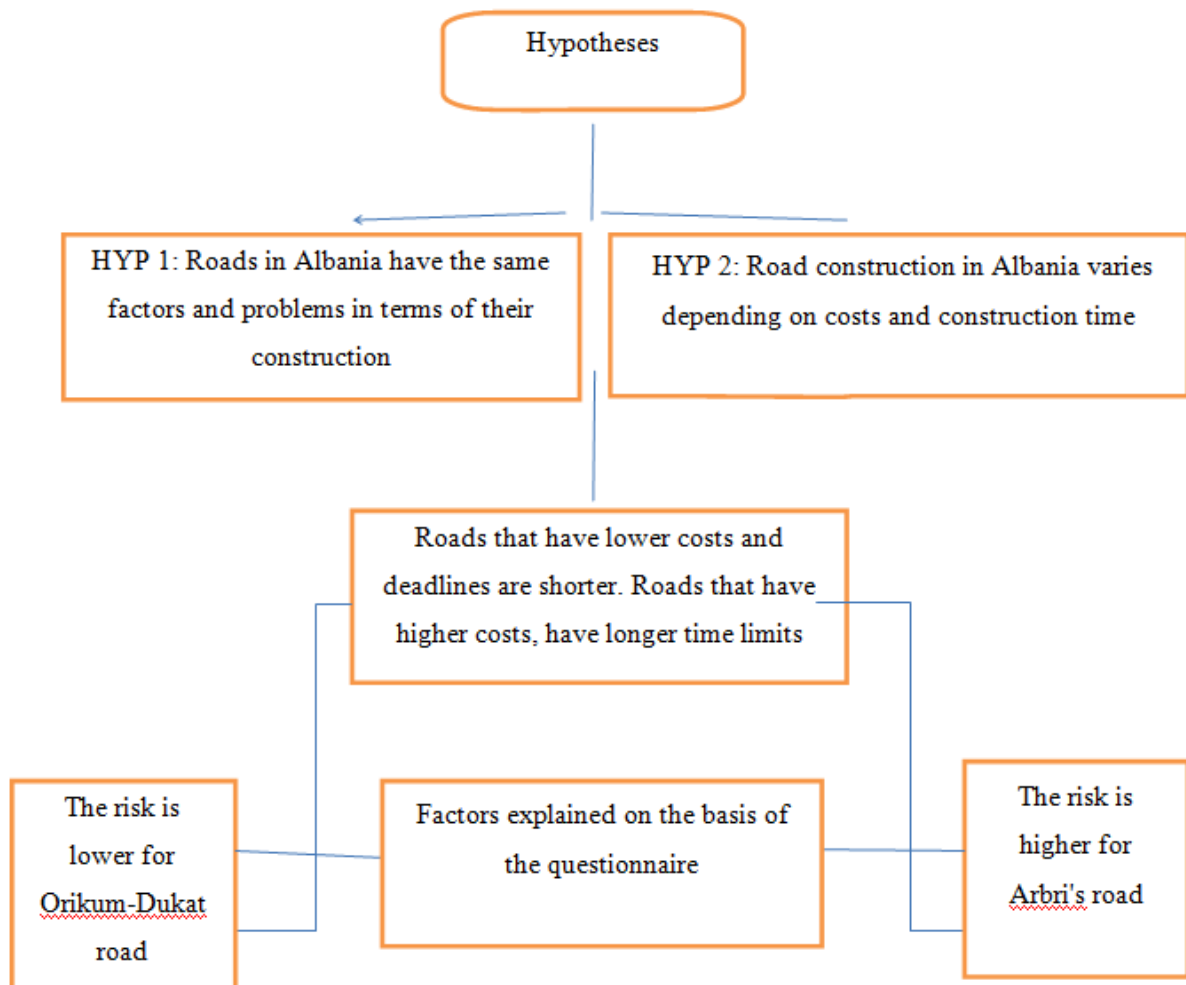 Hypotheses
HYP 1: Roads in Albania have the same
factors and problems in terms of their
construction
HYP 2: Road construction in Albania varies
depending on costs and construction time
Roads that have lower costs and
deadlines are shorter. Roads that have
higher costs, have longer time limits
The risk is
lower for
Orikum-Dukat
road
Factors explained on the basis of
the questionnaire
The risk is
higher for
Arbri's road